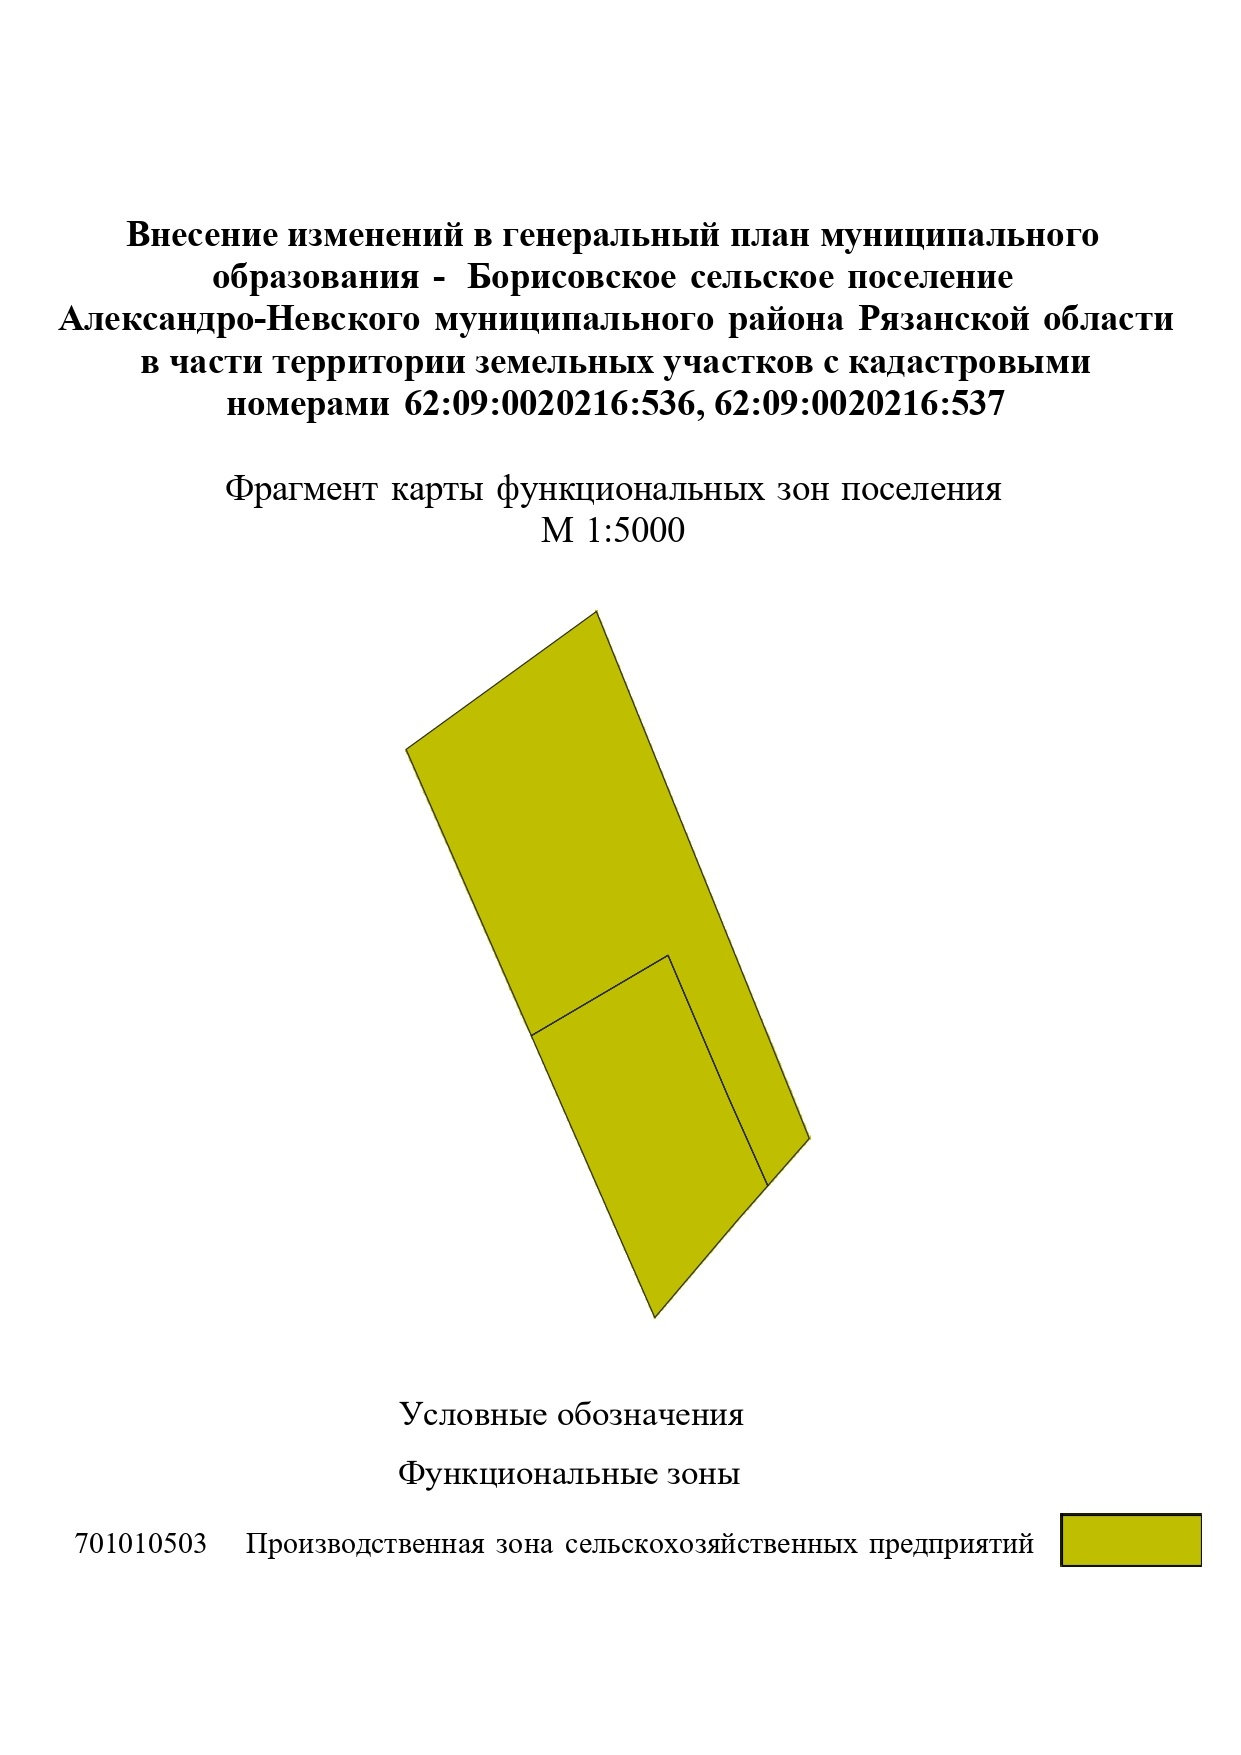 Внесение изменений в генеральный план муниципального
образования - Борисовское сельское поселение
Александро-Невского муниципального района Рязанской области
в части территории земельных участков с кадастровыми
номерами 62:09:0020216:536, 62:09:0020216:537
Фрагмент карты функциональных зон поселения
М 1:5000
Условные обозначения
Функциональные зоны
701010503 Производственная зона сельскохозяйственных предприятий